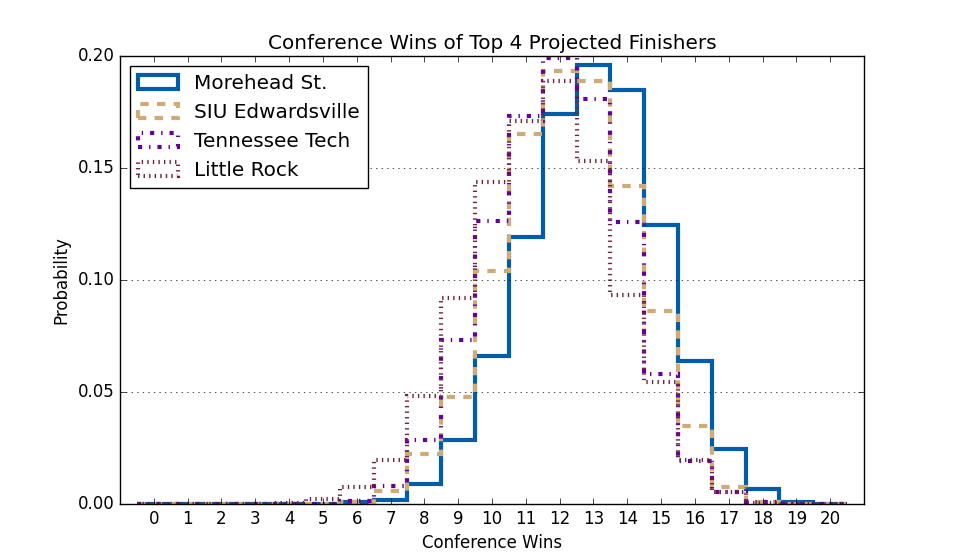 Conference Wins of Top 4 Projected Finishers
0.20
0.15
0.10
0.05
0.00
Probability
Morehead St.
SIU Edwardsville
Tennessee Tech
Little Rock
0 1 2 3 4 5 6 7 8 9 10 11 12 13 14 15 16 17 18 19 20
Conference Wins